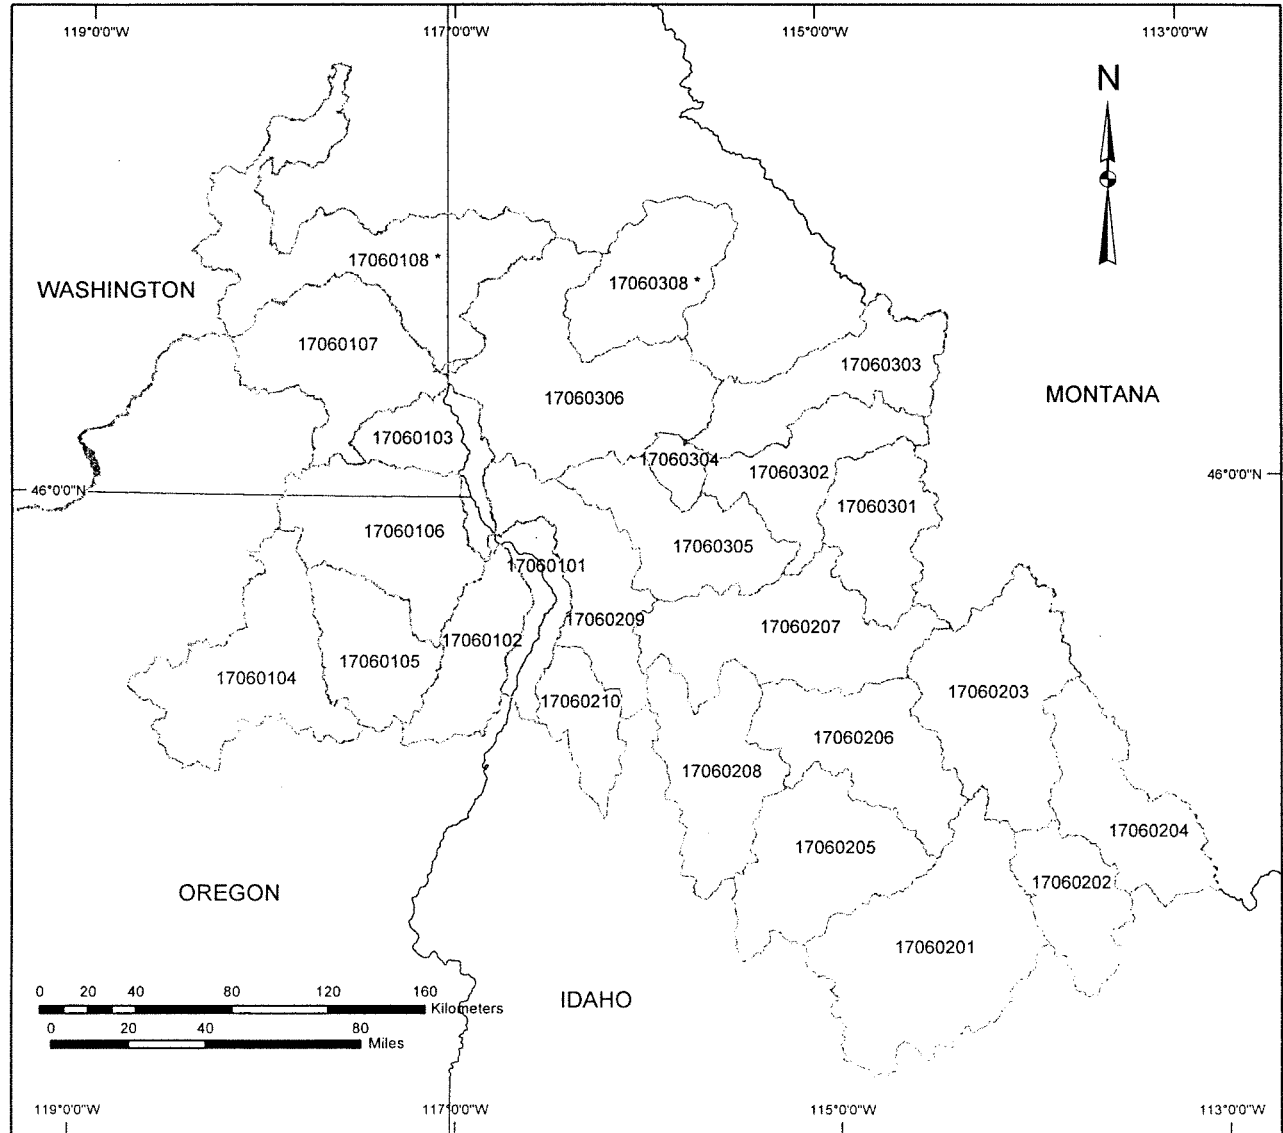 119°0'0"W 117°0'0"W 115°0'0"W 113°0'0"W
N
17060108 *
17060308 *
WASHINGTON
17060107
17060303
MONTANA
17060306
17060103
17060304
17060302
46°0'0"N
46°0'0"N
17060301
17060106
17060305
17060101
17060209
17060207
17060102
17060105
17060104
17060203
17060210
17060206
17060208
17060204
17060205
17060202
OREGON
17060201
IDAHO
0 20 40 80 120 160
Kilometers
0 20 40 80
Miles
119°0'0"W 117°0'0"W 115°0'0"W 113°0'0"W